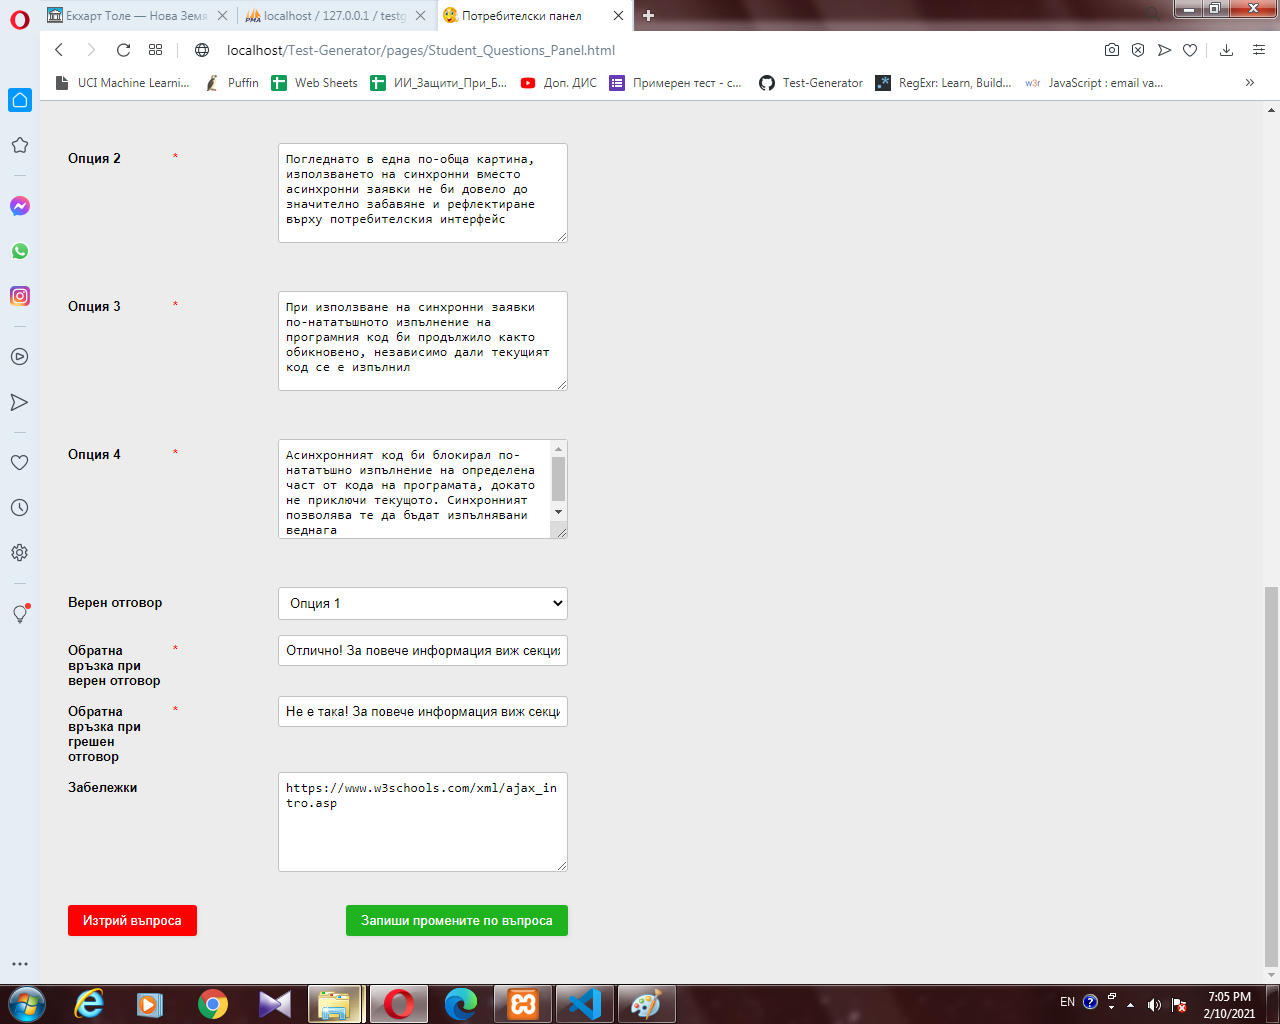 Екхарт Толе — Нова Земя
localhost / 127.0.0.1 / testg
Потребителски панел
localhost/Test-Generator/pages/Student_Questions_Panel.html
UCI Machine Learni...
Puffin
Web Sheets
ИИ_Защити_При_Б...
Доп. ДИС
Примерен тест - с...
Test-Generator
RegExr: Learn, Build...
w3r
JavaScript : email va...
»
Опция 2 *
Погледнато в една по-обща картина,
използването на синхронни вместо
асинхронни заявки не би довело до
значително забавяне и рефлектиране
върху потребителския интерфейс
Опция 3 *
При използване на синхронни заявки
по-нататъшното изпълнение на
програмния код би продължило както
обикновено, независимо дали текущият
код се е изпълнил
Опция 4 *
Асинхронният код би блокирал по-
нататъшно изпълнение на определена
част от кода на програмата, докато
не приключи текущото. Синхронният
позволява те да бъдат изпълнявани
веднага
Верен отговор
Опция 1
Обратна *
връзка при
верен отговор
Отлично! За повече информация виж секция
Обратна *
връзка при
грешен
отговор
Не е така! За повече информация виж секци
Забележки
https://www.w3schools.com/xml/ajax_in
tro.asp
Изтрий въпроса
Запиши промените по въпроса
EN
7:05 PM
2/10/2021